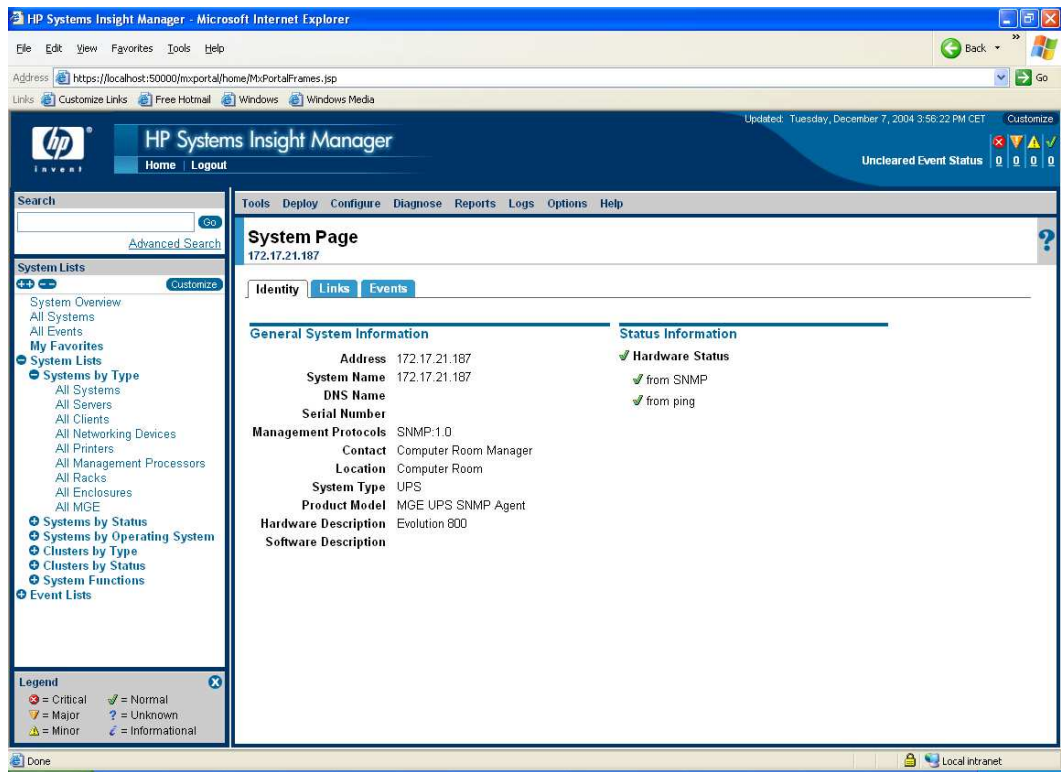 HP Systems Insight Manager - Microsoft Internet Explorer
File Edit View Favorites Tools Help
Back
Address https://localhost:50000/mxportal/home/MxPortalFrames.jsp Go
Links Customize Links Free Hotmail Windows Windows Media
Updated: Tuesday, December 7, 2004 3:56:22 PM CET Customize
hp
invent
HP Systems Insight Manager
Home | Logout
Uncleared Event Status 0 0 0 0
Search
Go
Advanced Search
System Lists
Customize
System Overview
All Systems
All Events
My Favorites
System Lists
Systems by Type
All Systems
All Servers
All Clients
All Networking Devices
All Printers
All Management Processors
All Racks
All Enclosures
All MGE
Systems by Status
Systems by Operating System
Clusters by Type
Clusters by Status
System Functions
Event Lists
Legend
= Critical = Normal
= Major ? = Unknown
= Minor i = Informational
Tools Deploy Configure Diagnose Reports Logs Options Help
System Page
172.17.21.187
?
Identity Links Events
General System Information
Address 172.17.21.187
System Name 172.17.21.187
DNS Name
Serial Number
Management Protocols SNMP:1.0
Contact Computer Room Manager
Location Computer Room
System Type UPS
Product Model MGE UPS SNMP Agent
Hardware Description Evolution 800
Software Description
Status Information
Hardware Status
from SNMP
from ping
Done
Local intranet